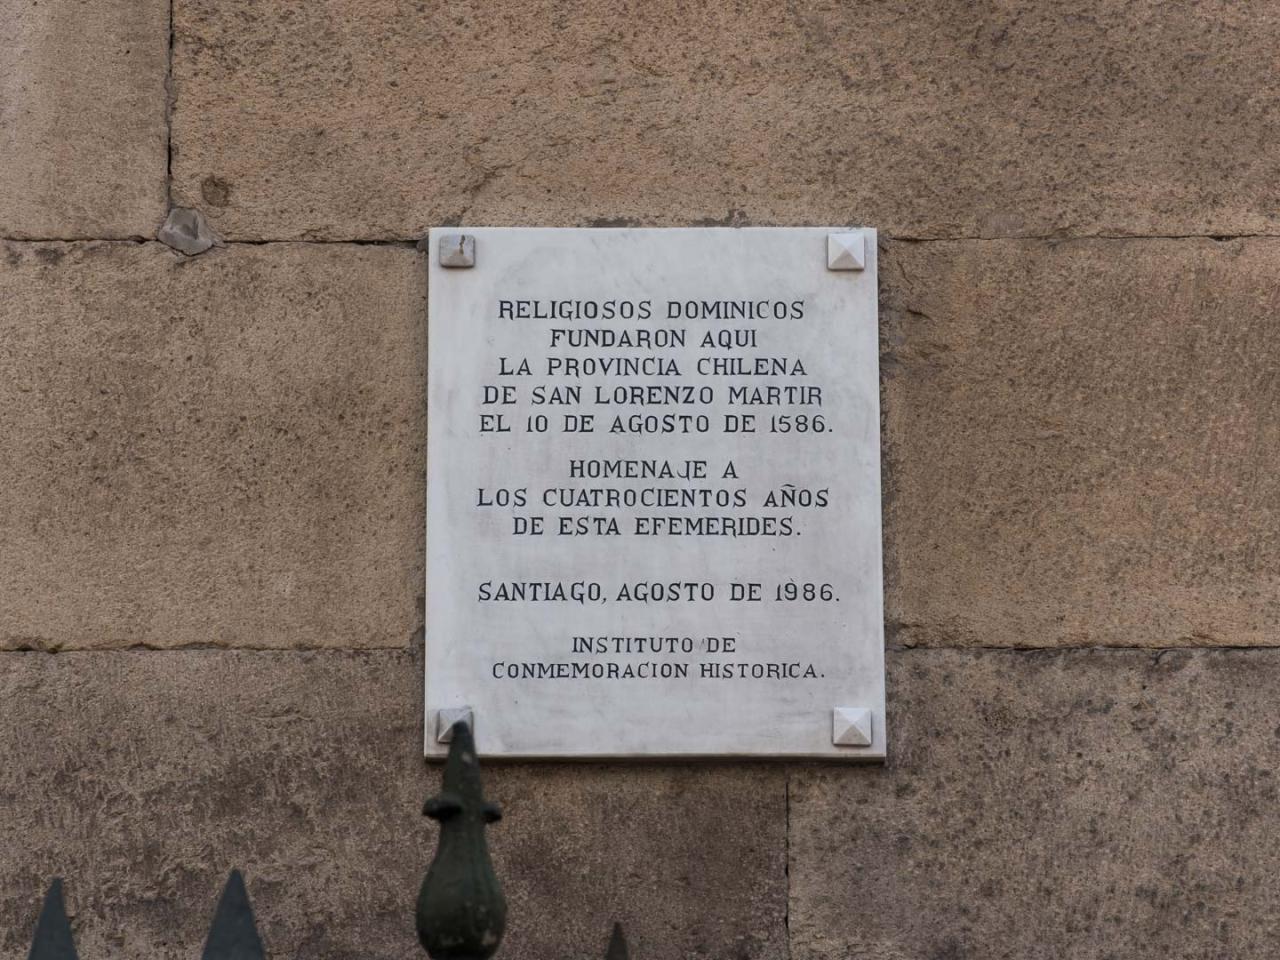 RELIGIOSOS DOMINICOS
FUNDARON AQUI
LA PROVINCIA CHILENA
DE SAN LORENZO MARTIR
EL 10 DE AGOSTO DE 1586.
HOMENAJE A
LOS CUATROCIENTOS AÑOS
DE ESTA EFEMERIDES.
SANTIAGO, AGOSTO DE 1986.
INSTITUTO DE
CONMEMORACION HISTORICA.